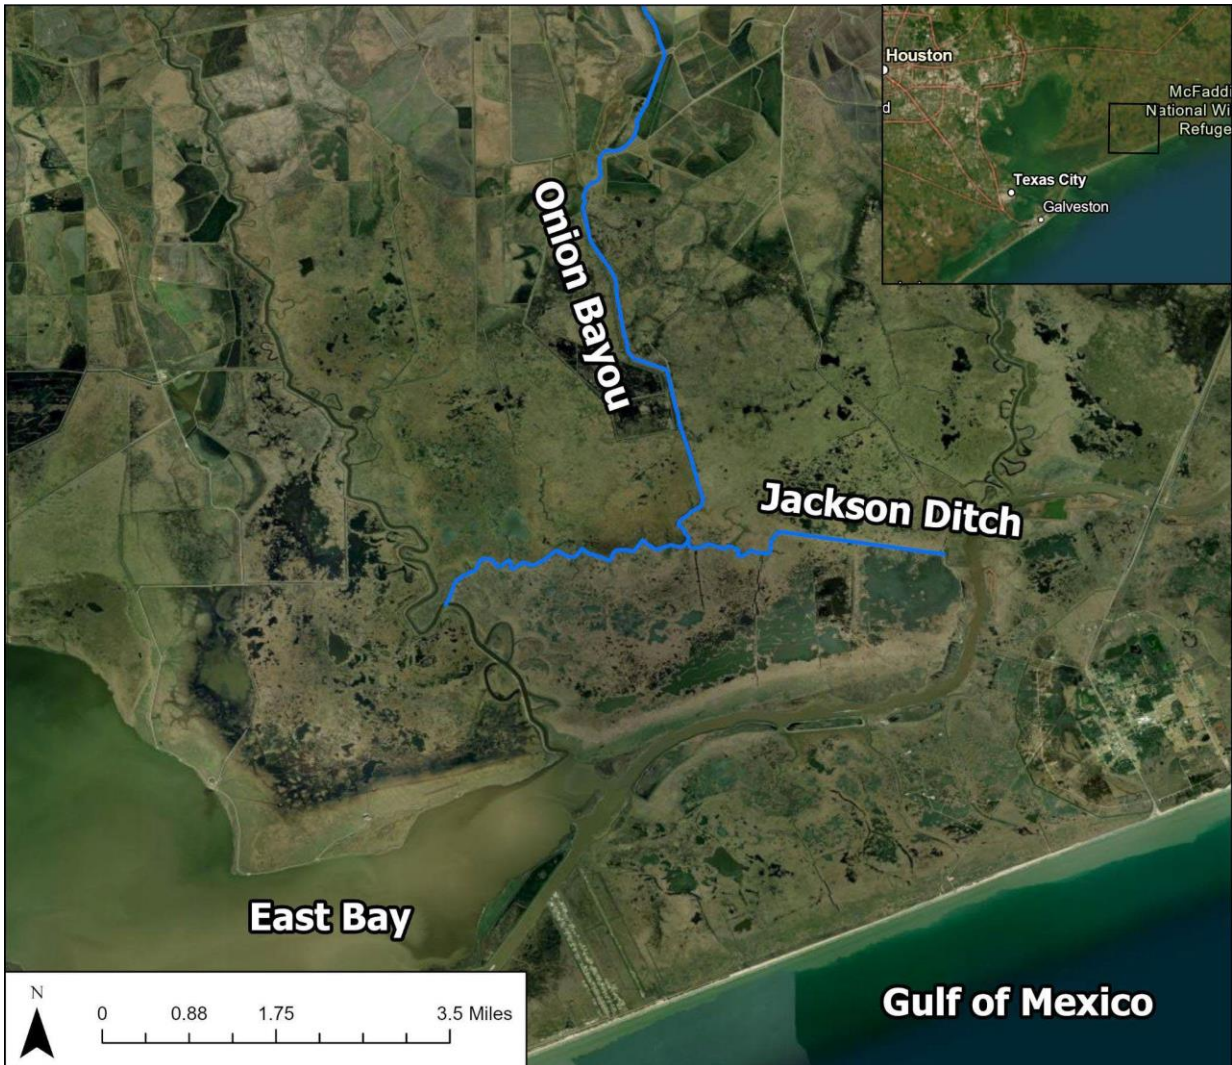 Houston
McFaddi
National Wi
Refuge
d
Texas City
Galveston
Onion Bayou
Jackson Ditch
East Bay
Gulf of Mexico
N
0 0.88 1.75 3.5 Miles